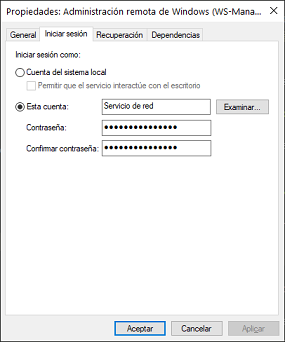 Propiedades: Administración remota de Windows (WS-Mana...
General Iniciar sesión Recuperación Dependencias
Iniciar sesión como:
Cuenta del sistema local
Permitir que el servicio interactúe con el escritorio
Esta cuenta: Servicio de red Examinar...
Contraseña: ●●●●●●●●●●●●●●●
Confirmar contraseña: ●●●●●●●●●●●●●●●
Aceptar Cancelar Aplicar